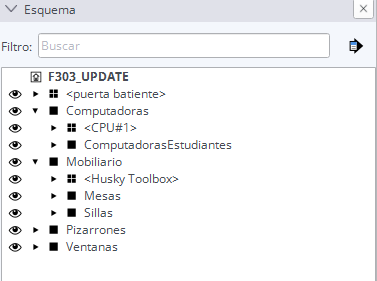 Esquema
Filtro: Buscar
F303_UPDATE
<puerta batiente>
Computadoras
<CPU#1>
ComputadorasEstudiantes
Mobiliario
<Husky Toolbox>
Mesas
Sillas
Pizarrones
Ventanas